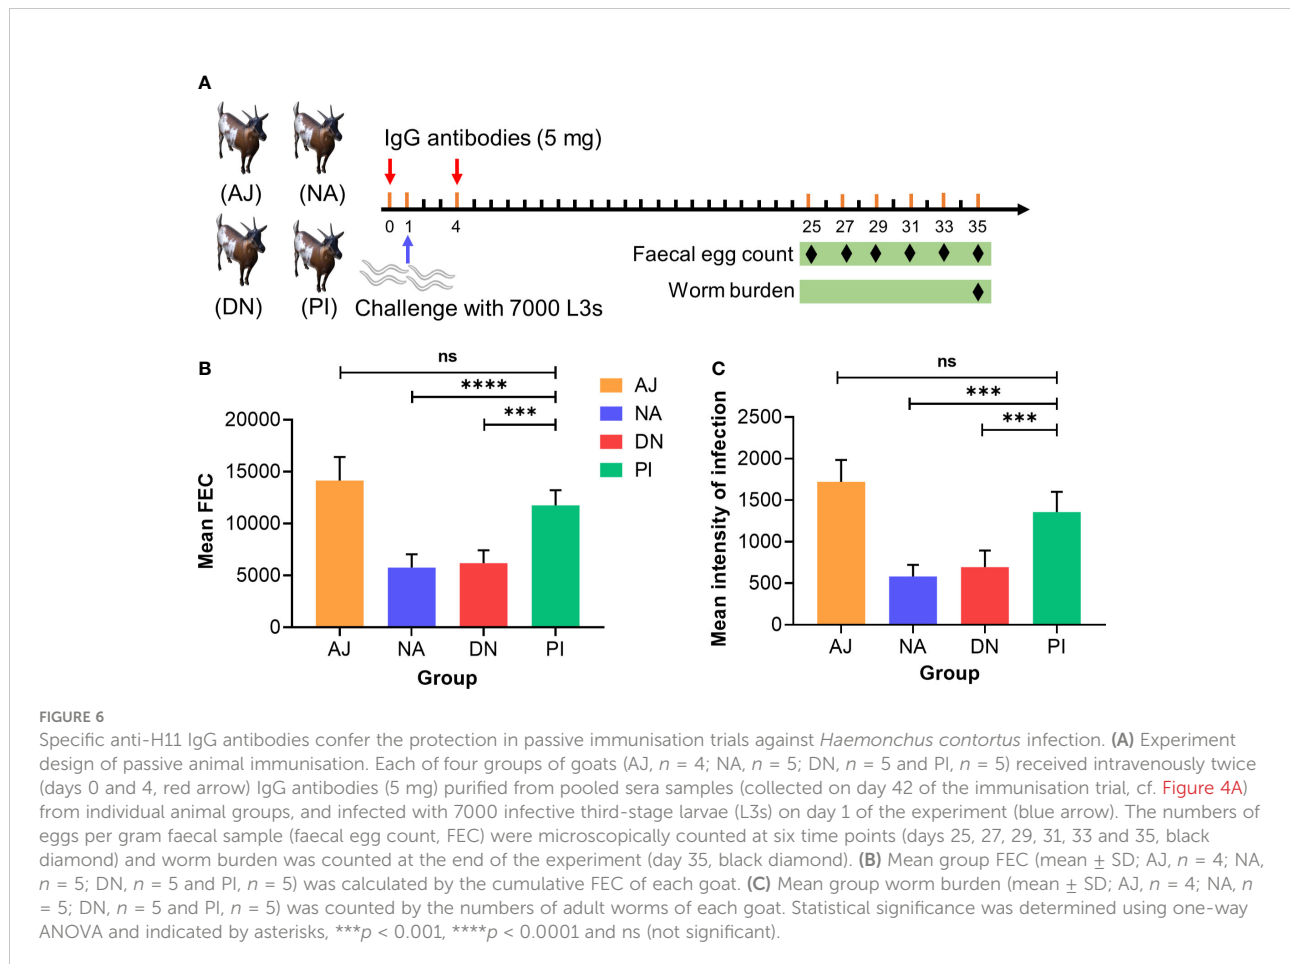 A
IgG antibodies (5 mg)
(AJ) (NA)
(DN) (PI)
0 1 4 25 27 29 31 33 35
Faecal egg count
Worm burden
Challenge with 7000 L3s
B
ns
****
***
Mean FEC
20000
15000
10000
5000
0
AJ NA DN PI
Group
AJ
NA
DN
PI
C
ns
***
***
Mean intensity of infection
2500
2000
1500
1000
500
0
AJ NA DN PI
Group
FIGURE 6
Specific anti-H11 IgG antibodies confer the protection in passive immunisation trials against Haemonchus contortus infection. (A) Experiment
design of passive animal immunisation. Each of four groups of goats (AJ, n = 4; NA, n = 5; DN, n = 5 and PI, n = 5) received intravenously twice
(days 0 and 4, red arrow) IgG antibodies (5 mg) purified from pooled sera samples (collected on day 42 of the immunisation trial, cf. Figure 4A)
from individual animal groups, and infected with 7000 infective third-stage larvae (L3s) on day 1 of the experiment (blue arrow). The numbers of
eggs per gram faecal sample (faecal egg count, FEC) were microscopically counted at six time points (days 25, 27, 29, 31, 33 and 35, black
diamond) and worm burden was counted at the end of the experiment (day 35, black diamond). (B) Mean group FEC (mean ± SD; AJ, n = 4; NA,
n = 5; DN, n = 5 and PI, n = 5) was calculated by the cumulative FEC of each goat. (C) Mean group worm burden (mean ± SD; AJ, n = 4; NA, n
= 5; DN, n = 5 and PI, n = 5) was counted by the numbers of adult worms of each goat. Statistical significance was determined using one-way
ANOVA and indicated by asterisks, ***p < 0.001, ****p < 0.0001 and ns (not significant).